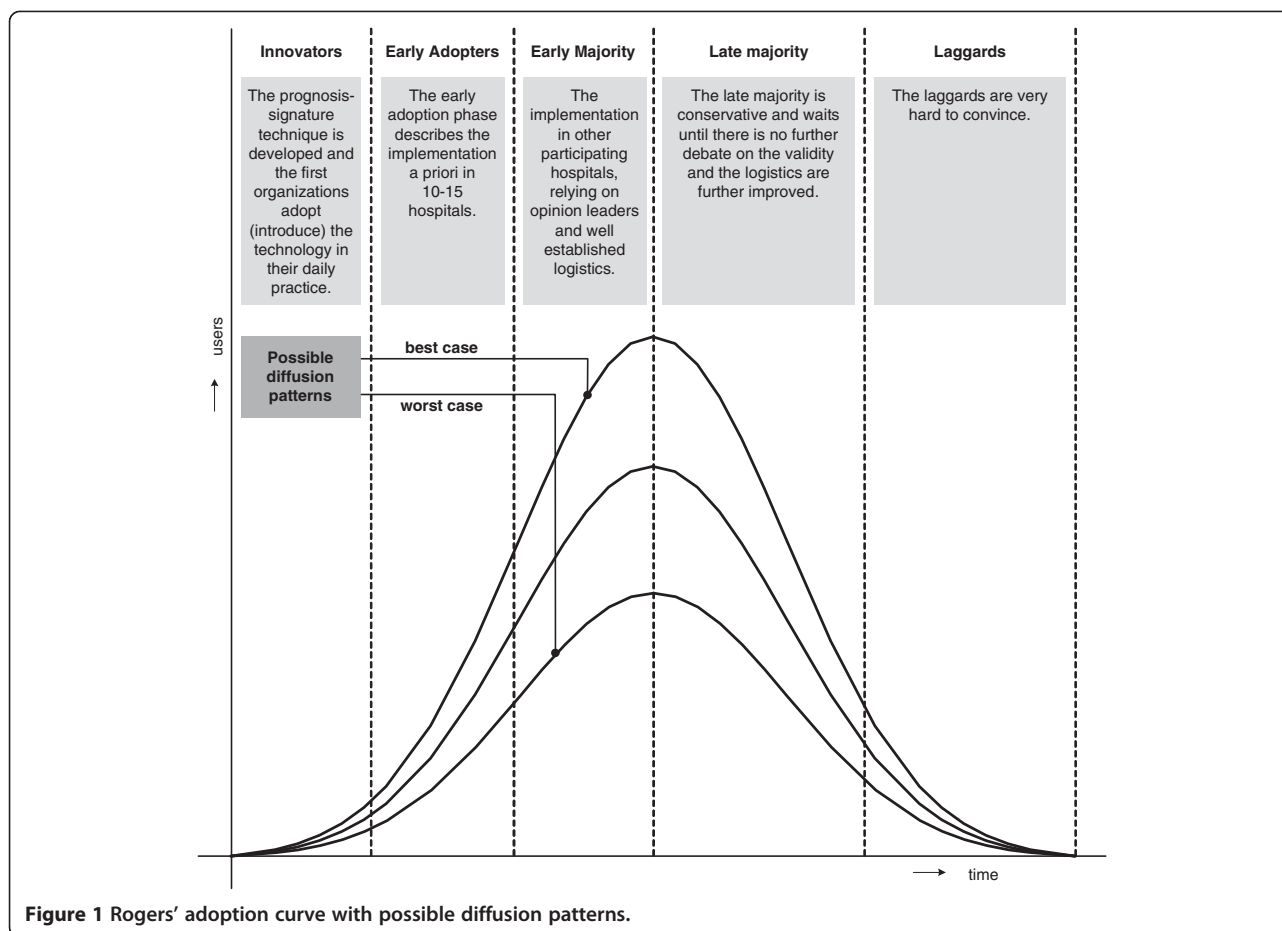 Innovators
The prognosis-
signature
technique is
developed and
the first
organizations
adopt
(introduce) the
technology in
their daily
practice.
Early Adopters
The early
adoption phase
describes the
implementation
a priori in
10-15
hospitals.
Early Majority
The
implementation
in other
participating
hospitals,
relying on
opinion leaders
and well
established
logistics.
Late majority
The late majority is
conservative and waits
until there is no further
debate on the validity
and the logistics are
further improved.
Laggards
The laggards are very
hard to convince.
users
Possible
diffusion
patterns
best case
worst case
time
Figure 1 Rogers' adoption curve with possible diffusion patterns.